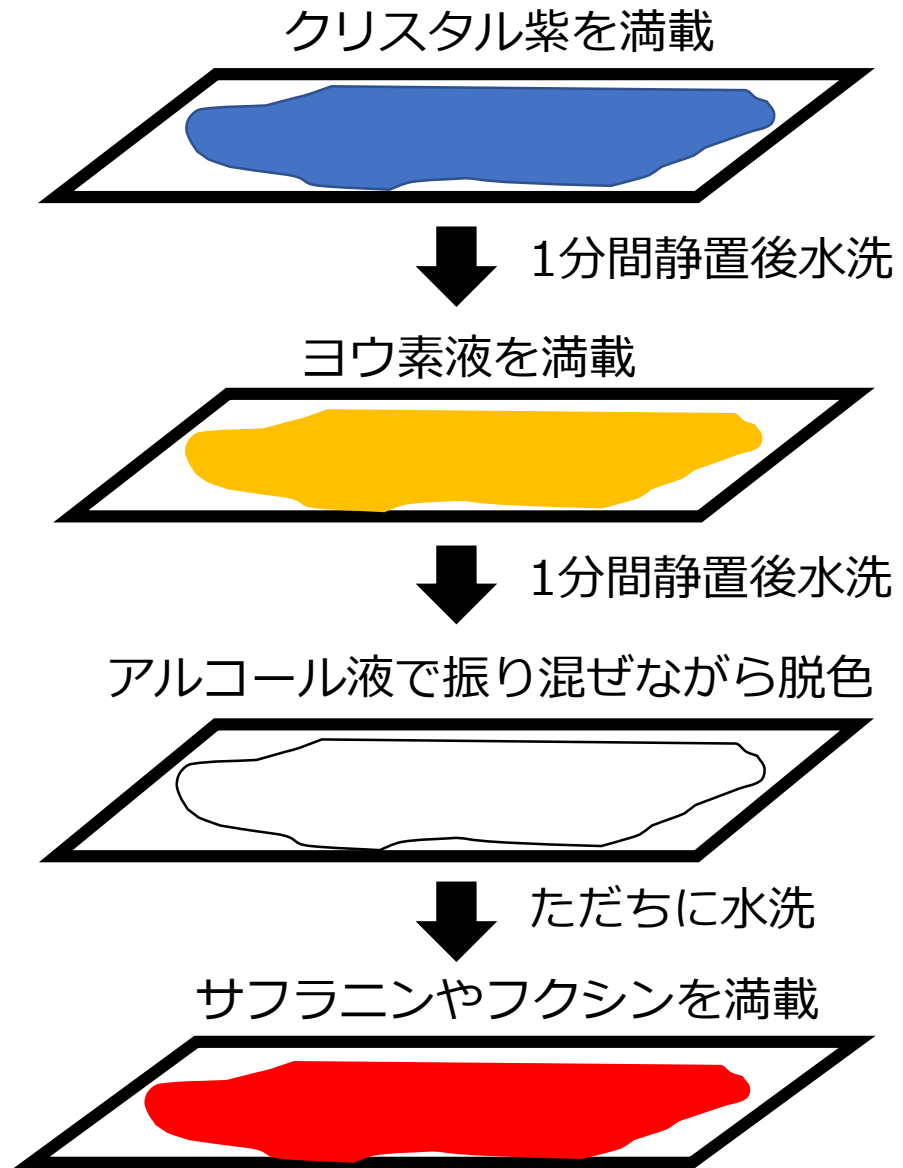 クリスタル紫を満載
1分間静置後水洗
ヨウ素液を満載
1分間静置後水洗
アルコール液で振り混ぜながら脱色
ただちに水洗
サフラニンやフクシンを満載